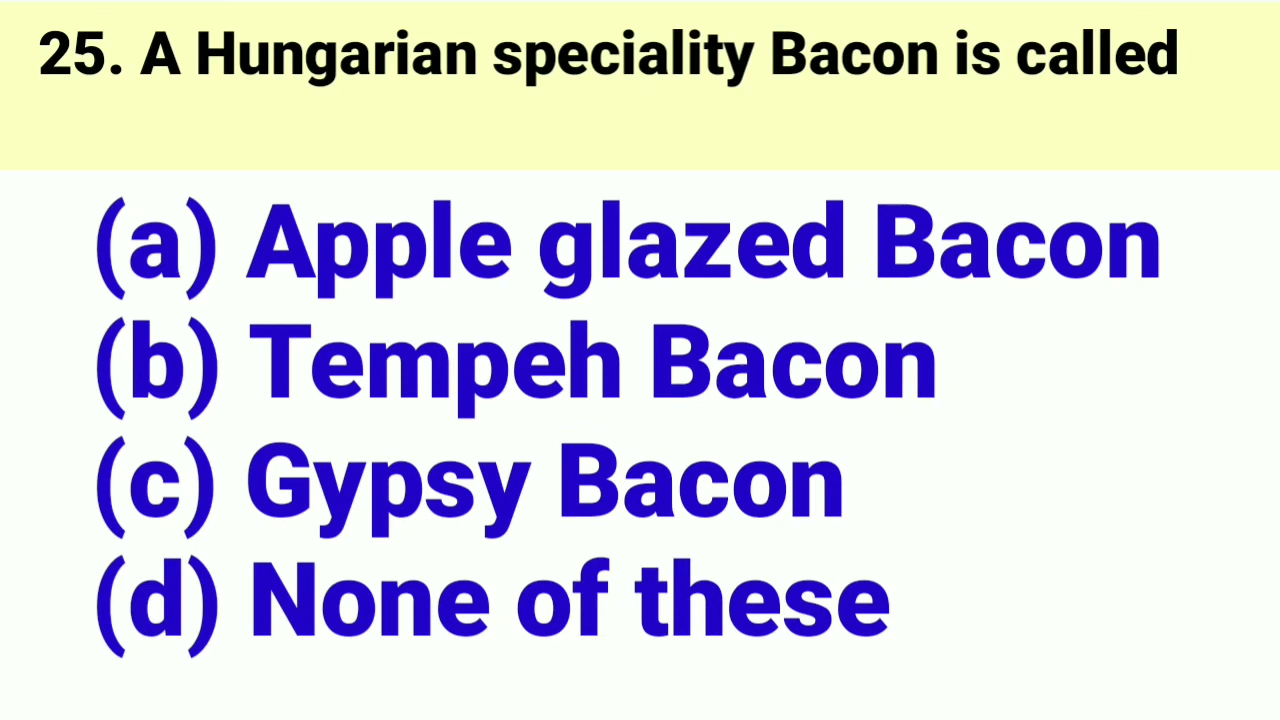 25. A Hungarian speciality Bacon is called
(a) Apple glazed Bacon
(b) Tempeh Bacon
(c) Gypsy Bacon
(d) None of these